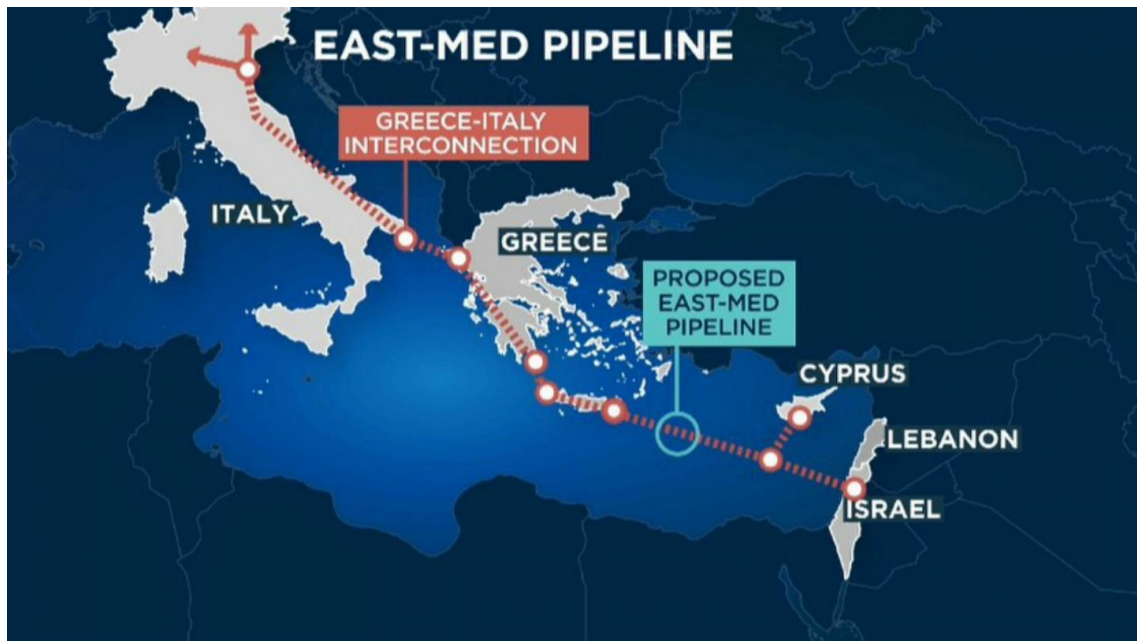 EAST-MED PIPELINE
GREECE-ITALY
INTERCONNECTION
ITALY
GREECE
PROPOSED
EAST-MED
PIPELINE
CYPRUS
LEBANON
ISRAEL